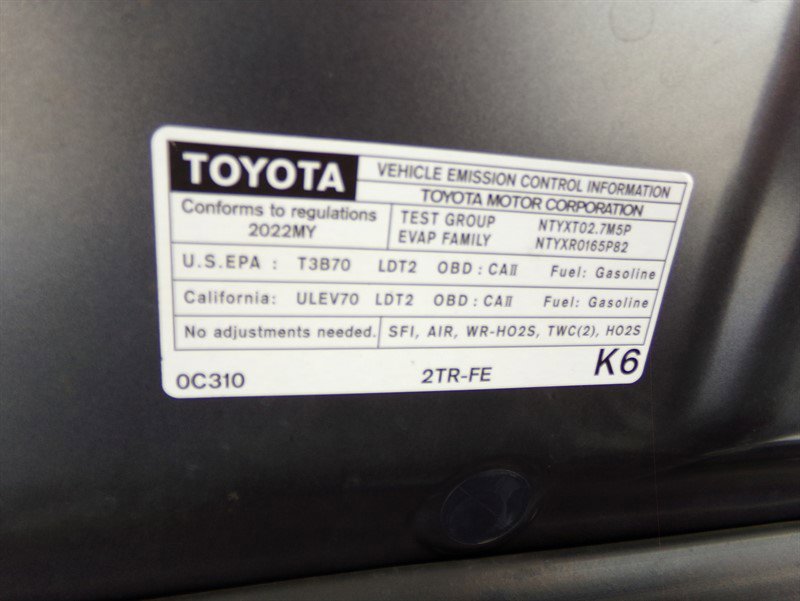 TOYOTA
VEHICLE EMISSION CONTROL INFORMATION
TOYOTA MOTOR CORPORATION
Conforms to regulations
2022MY
TEST GROUP NTYXT02.7M5P
EVAP FAMILY NTYXR0165P82
U.S.EPA : T3B70 LDT2 OBD : CAII Fuel: Gasoline
California: ULEV70 LDT2 OBD : CAII Fuel: Gasoline
No adjustments needed. SFI, AIR, WR-HO2S, TWC(2), HO2S
0C310 2TR-FE K6